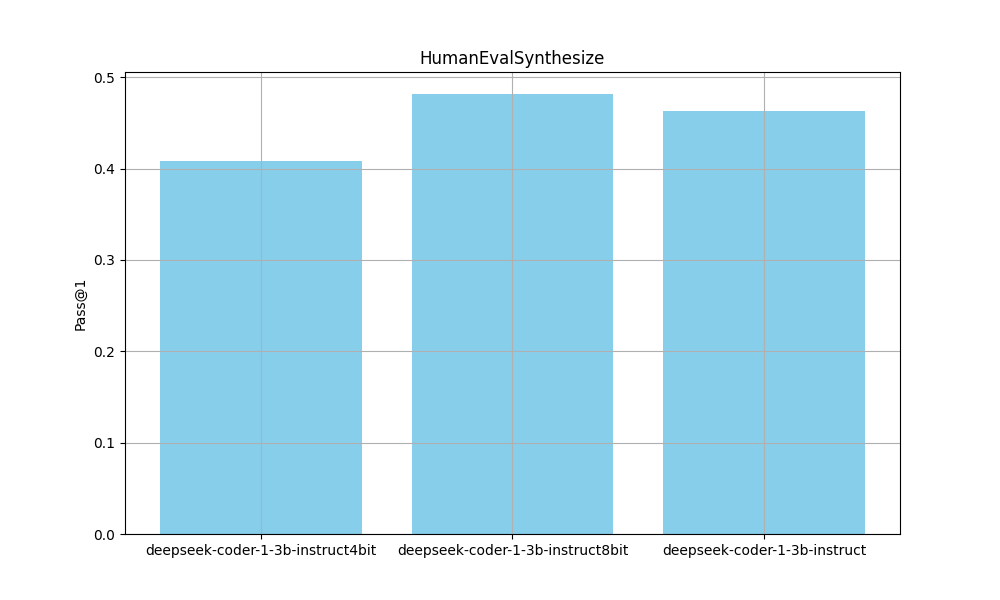 HumanEvalSynthesize
0.5
0.4
0.3
0.2
0.1
0.0
Pass@1
deepseek-coder-1-3b-instruct4bit
deepseek-coder-1-3b-instruct8bit
deepseek-coder-1-3b-instruct